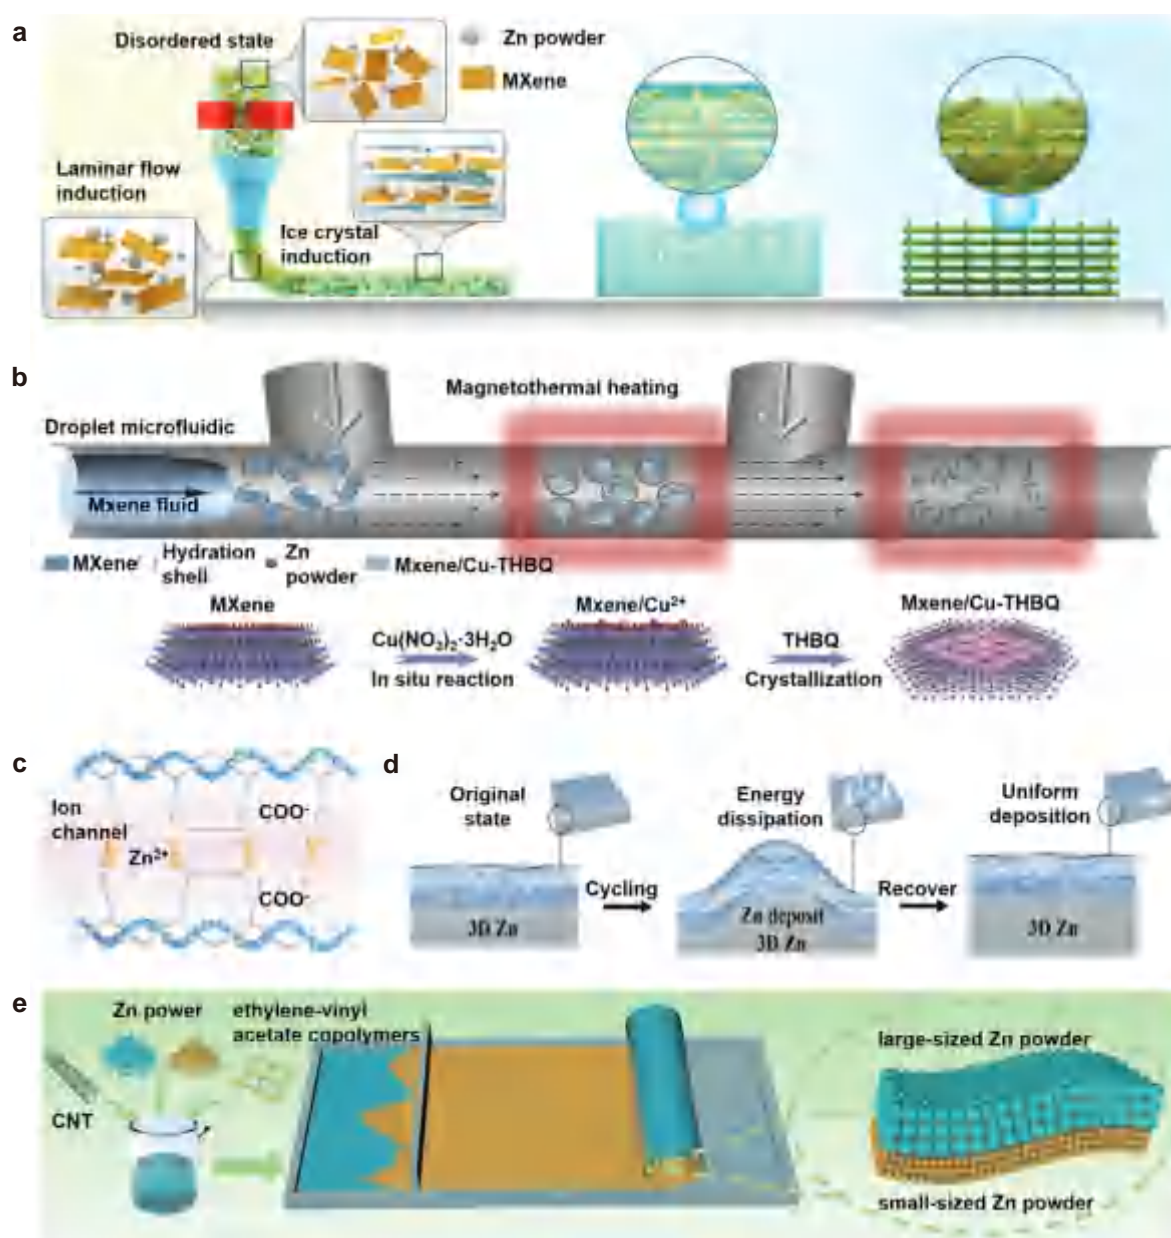 a
Disordered state
Zn powder
MXene
Laminar flow
induction
Ice crystal
induction
b
Magnetothermal heating
Droplet microfluidic
Mxene fluid
MXene
Hydration
shell
Zn
powder
Mxene/Cu-THBQ
MXene
Mxene/Cu²⁺
Mxene/Cu-THBQ
Cu(NO₃)₂·3H₂O
In situ reaction
THBQ
Crystallization
c
Ion
channel
COO⁻
Zn²⁺
COO⁻
d
Original
state
Energy
dissipation
Uniform
deposition
Cycling
Recover
3D Zn
Zn deposit
3D Zn
3D Zn
e
Zn power
ethylene-vinyl
acetate copolymers
CNT
large-sized Zn powder
small-sized Zn powder